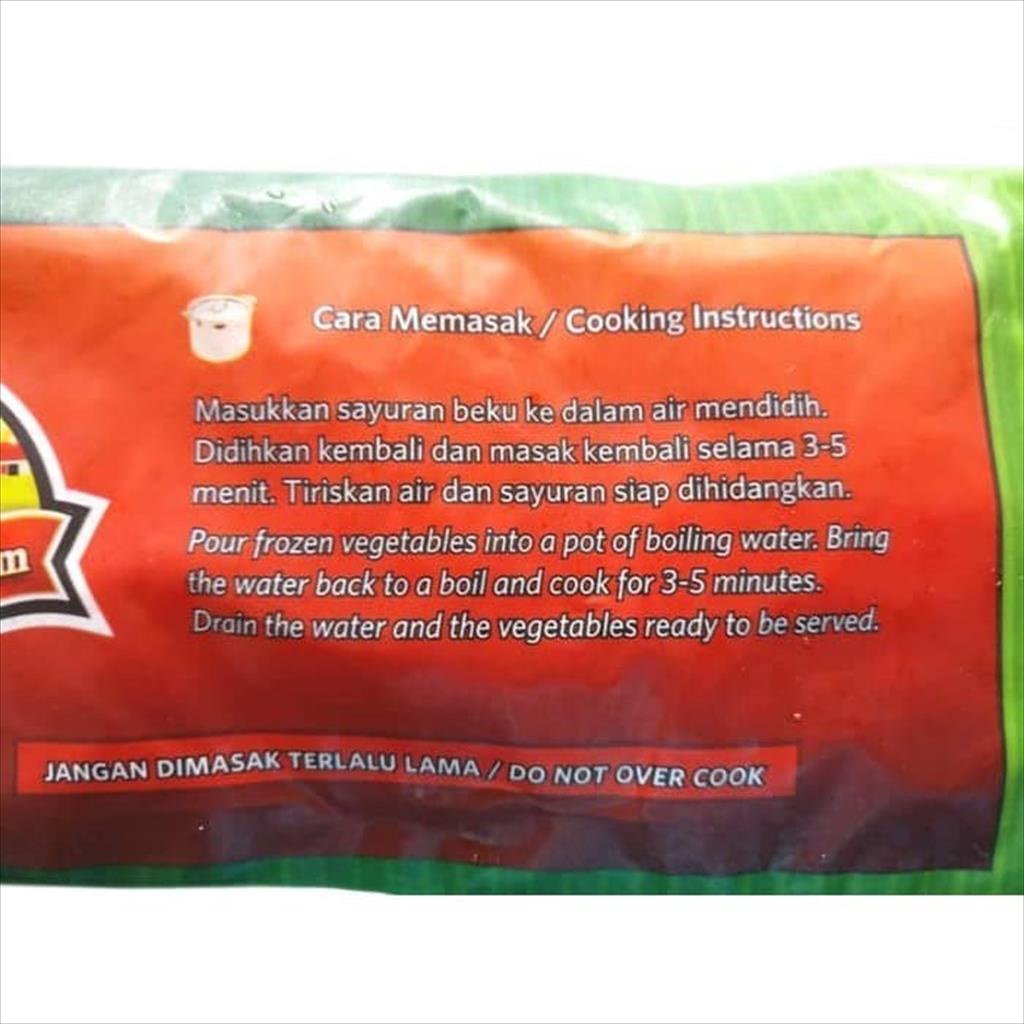 Cara Memasak / Cooking Instructions
Masukkan sayuran beku ke dalam air mendidih.
Didihkan kembali dan masak kembali selama 3-5
menit. Tiriskan air dan sayuran siap dihidangkan.
Pour frozen vegetables into a pot of boiling water. Bring
the water back to a boil and cook for 3-5 minutes.
Drain the water and the vegetables ready to be served.
JANGAN DIMASAK TERLALU LAMA / DO NOT OVER COOK